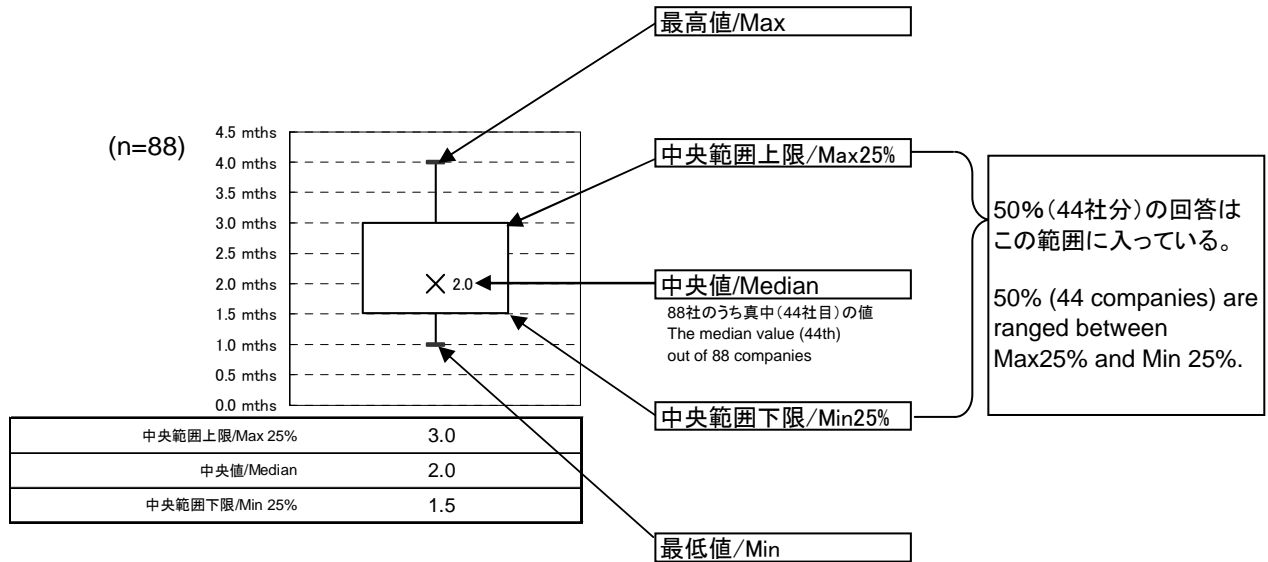 最高値/Max
(n=88)
4.5 mths
4.0 mths
3.5 mths
3.0 mths
2.5 mths
2.0 mths
1.5 mths
1.0 mths
0.5 mths
0.0 mths
2.0
中央範囲上限/Max25%
中央値/Median
88社のうち真中（44社目）の値
The median value (44th)
out of 88 companies
中央範囲下限/Min25%
最低値/Min
50%（44社分）の回答は
この範囲に入っている。
50% (44 companies) are
ranged between
Max25% and Min 25%.
中央範囲上限/Max 25% 3.0
中央値/Median 2.0
中央範囲下限/Min 25% 1.5